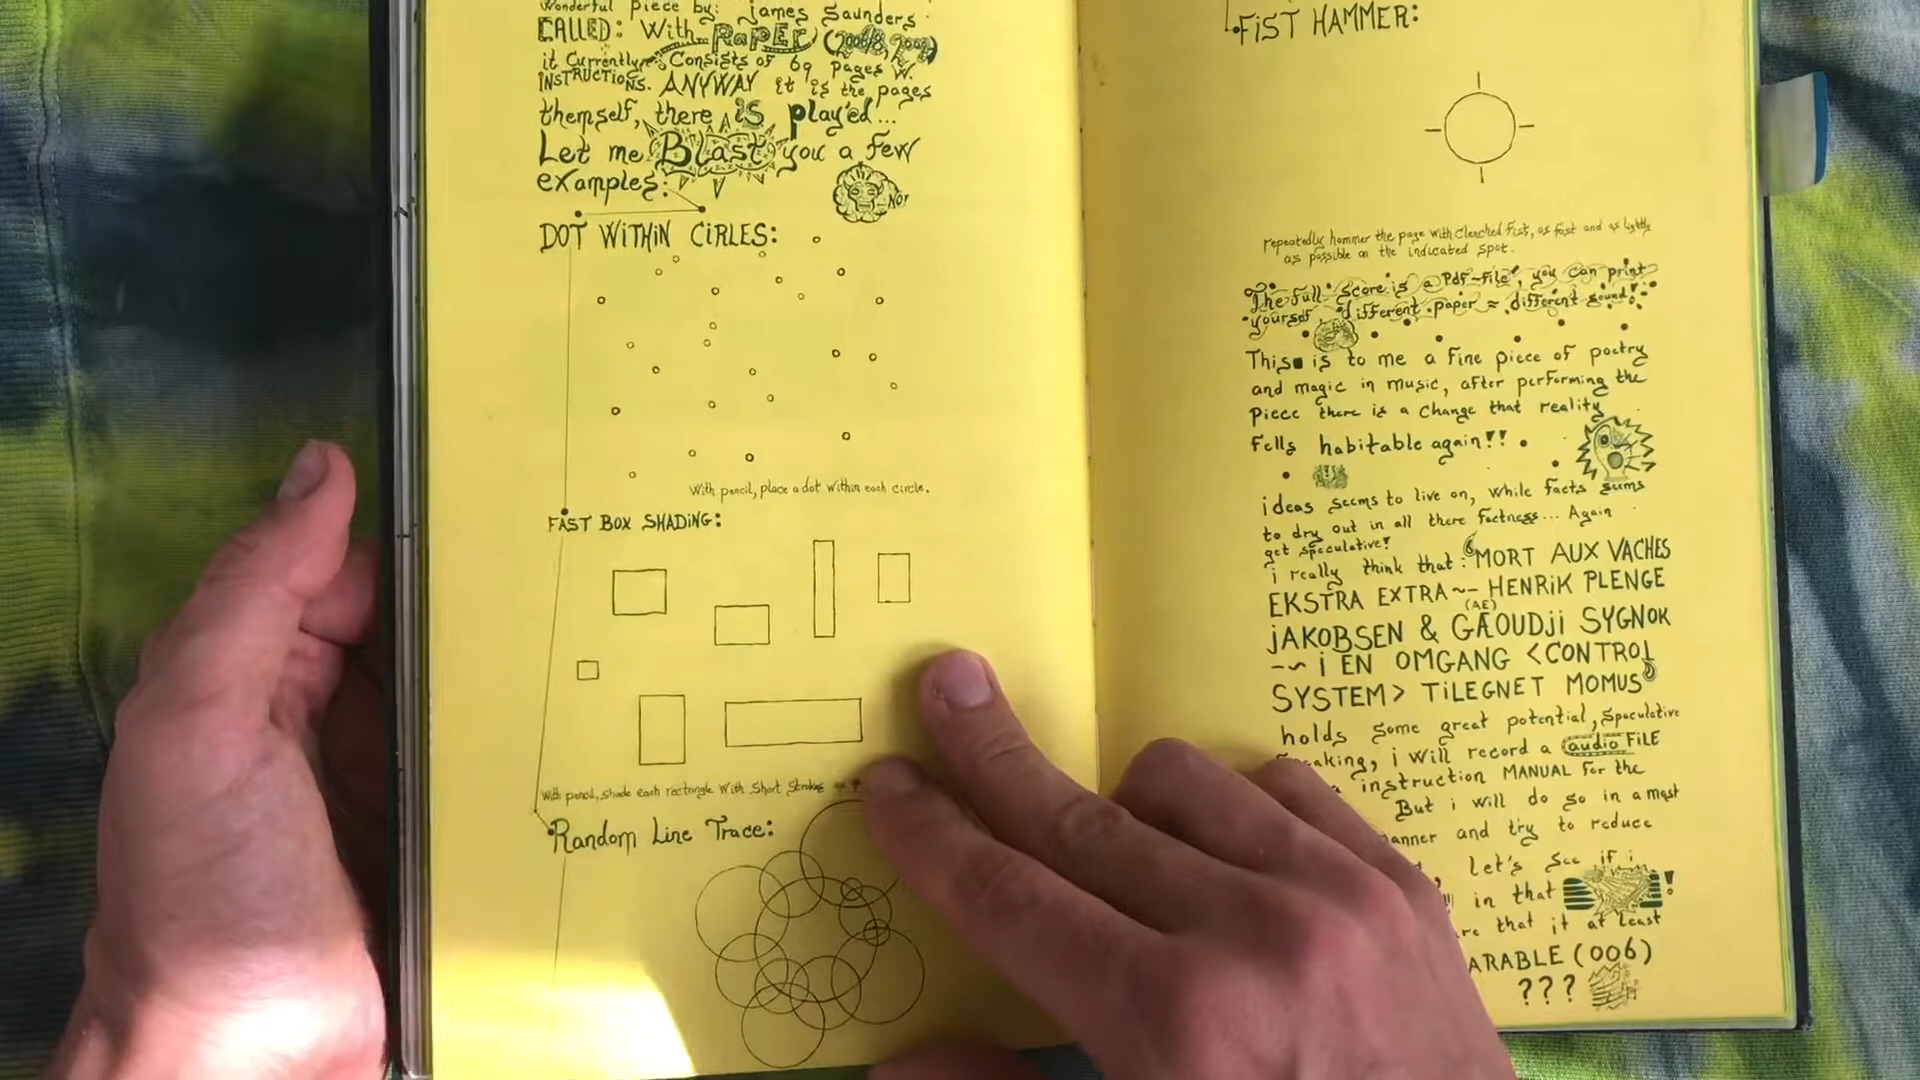 Wonderful piece by: James Saunders
CALLED: With PaPER (2006/8, 2009)
it Currently Consists of 69 pages w.
INSTRUCTIONS. ANYWAY it is the pages
themself, there is play'ed...
Let me Blast you a few
examples:
NO!
DOT WiTHiN CiRLES:
With pencil, place a dot within each circle.
FAST BOX SHADiNG:
With pencil, shade each rectangle With Short Strokes
Random Line Trace:
FiST HAMMER:
repeatedly hammer the page with Clenched fist, as fast and as lightly
as possible on the indicated spot.
The full score is a Pdf~file, you can print
yourself, different paper = different sound!
This is to me a fine piece of poetry
and magic in music, after performing the
piece there is a change that reality
Fells habitable again!!
ideas seems to live on, while facts seems
to dry out in all there factness... Again
get speculative!
i really think that: MORT AUX VACHES
EKSTRA EXTRA ~- HENRiK PLENGE
(AE)
JAKOBSEN & GÆOUDJi SYGNOK
-~ i EN OMGANG <CONTROL
SYSTEM> TiLEGNET MOMUS
holds some great potential, speculative
speaking, i will record a audio FiLE
instruction MANUAL for the
But i will do so in a most
manner and try to reduce
Let's see if i
in that !
that it at least
ARABLE (006)
???